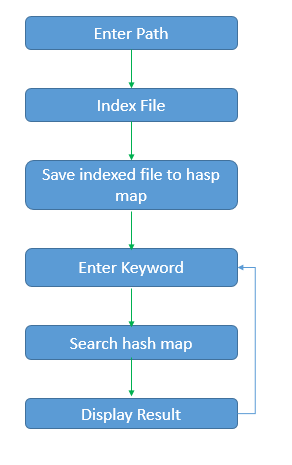 Enter Path
Index File
Save indexed file to hasp
map
Enter Keyword
Search hash map
Display Result